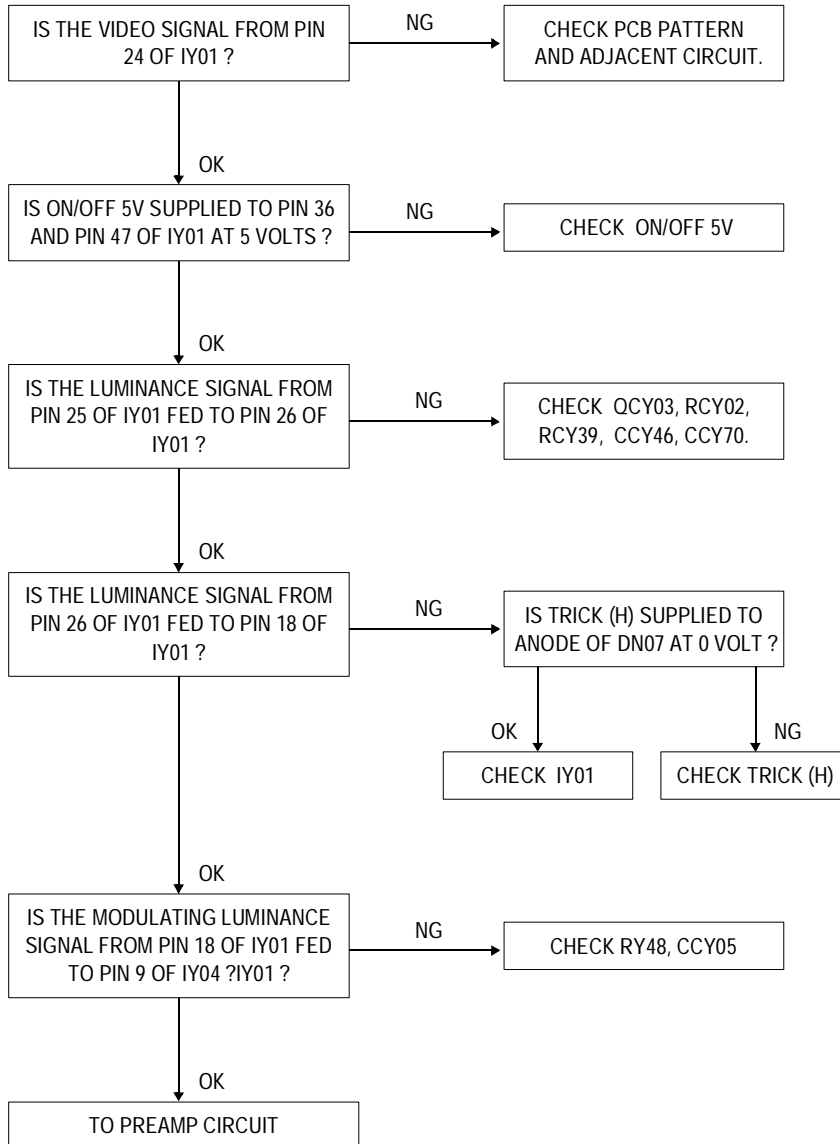 IS THE VIDEO SIGNAL FROM PIN
24 OF IY01 ?
NG
CHECK PCB PATTERN
AND ADJACENT CIRCUIT.
OK
IS ON/OFF 5V SUPPLIED TO PIN 36
AND PIN 47 OF IY01 AT 5 VOLTS ?
NG
CHECK ON/OFF 5V
OK
IS THE LUMINANCE SIGNAL FROM
PIN 25 OF IY01 FED TO PIN 26 OF
IY01 ?
NG
CHECK QCY03, RCY02,
RCY39, CCY46, CCY70.
OK
IS THE LUMINANCE SIGNAL FROM
PIN 26 OF IY01 FED TO PIN 18 OF
IY01 ?
NG
IS TRICK (H) SUPPLIED TO
ANODE OF DN07 AT 0 VOLT ?
OK
NG
CHECK IY01
CHECK TRICK (H)
OK
IS THE MODULATING LUMINANCE
SIGNAL FROM PIN 18 OF IY01 FED
TO PIN 9 OF IY04 ?IY01 ?
NG
CHECK RY48, CCY05
OK
TO PREAMP CIRCUIT